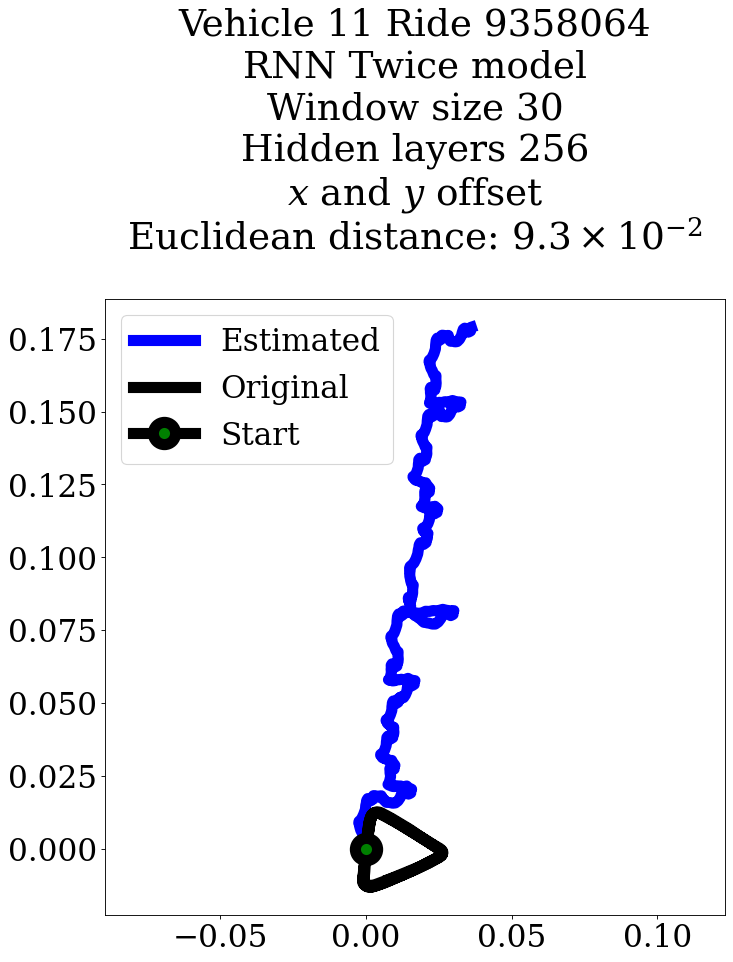 Vehicle 11 Ride 9358064
RNN Twice model
Window size 30
Hidden layers 256
x and y offset
Euclidean distance: 9.3 × 10⁻²
Estimated
Original
Start
0.175
0.150
0.125
0.100
0.075
0.050
0.025
0.000
−0.05 0.00 0.05 0.10